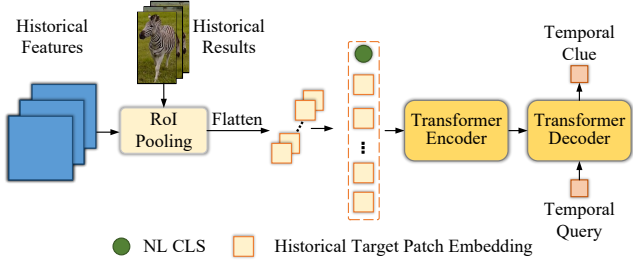 Historical
Features
Historical
Results
RoI
Pooling
Flatten
Transformer
Encoder
Transformer
Decoder
Temporal
Clue
Temporal
Query
NL CLS
Historical Target Patch Embedding